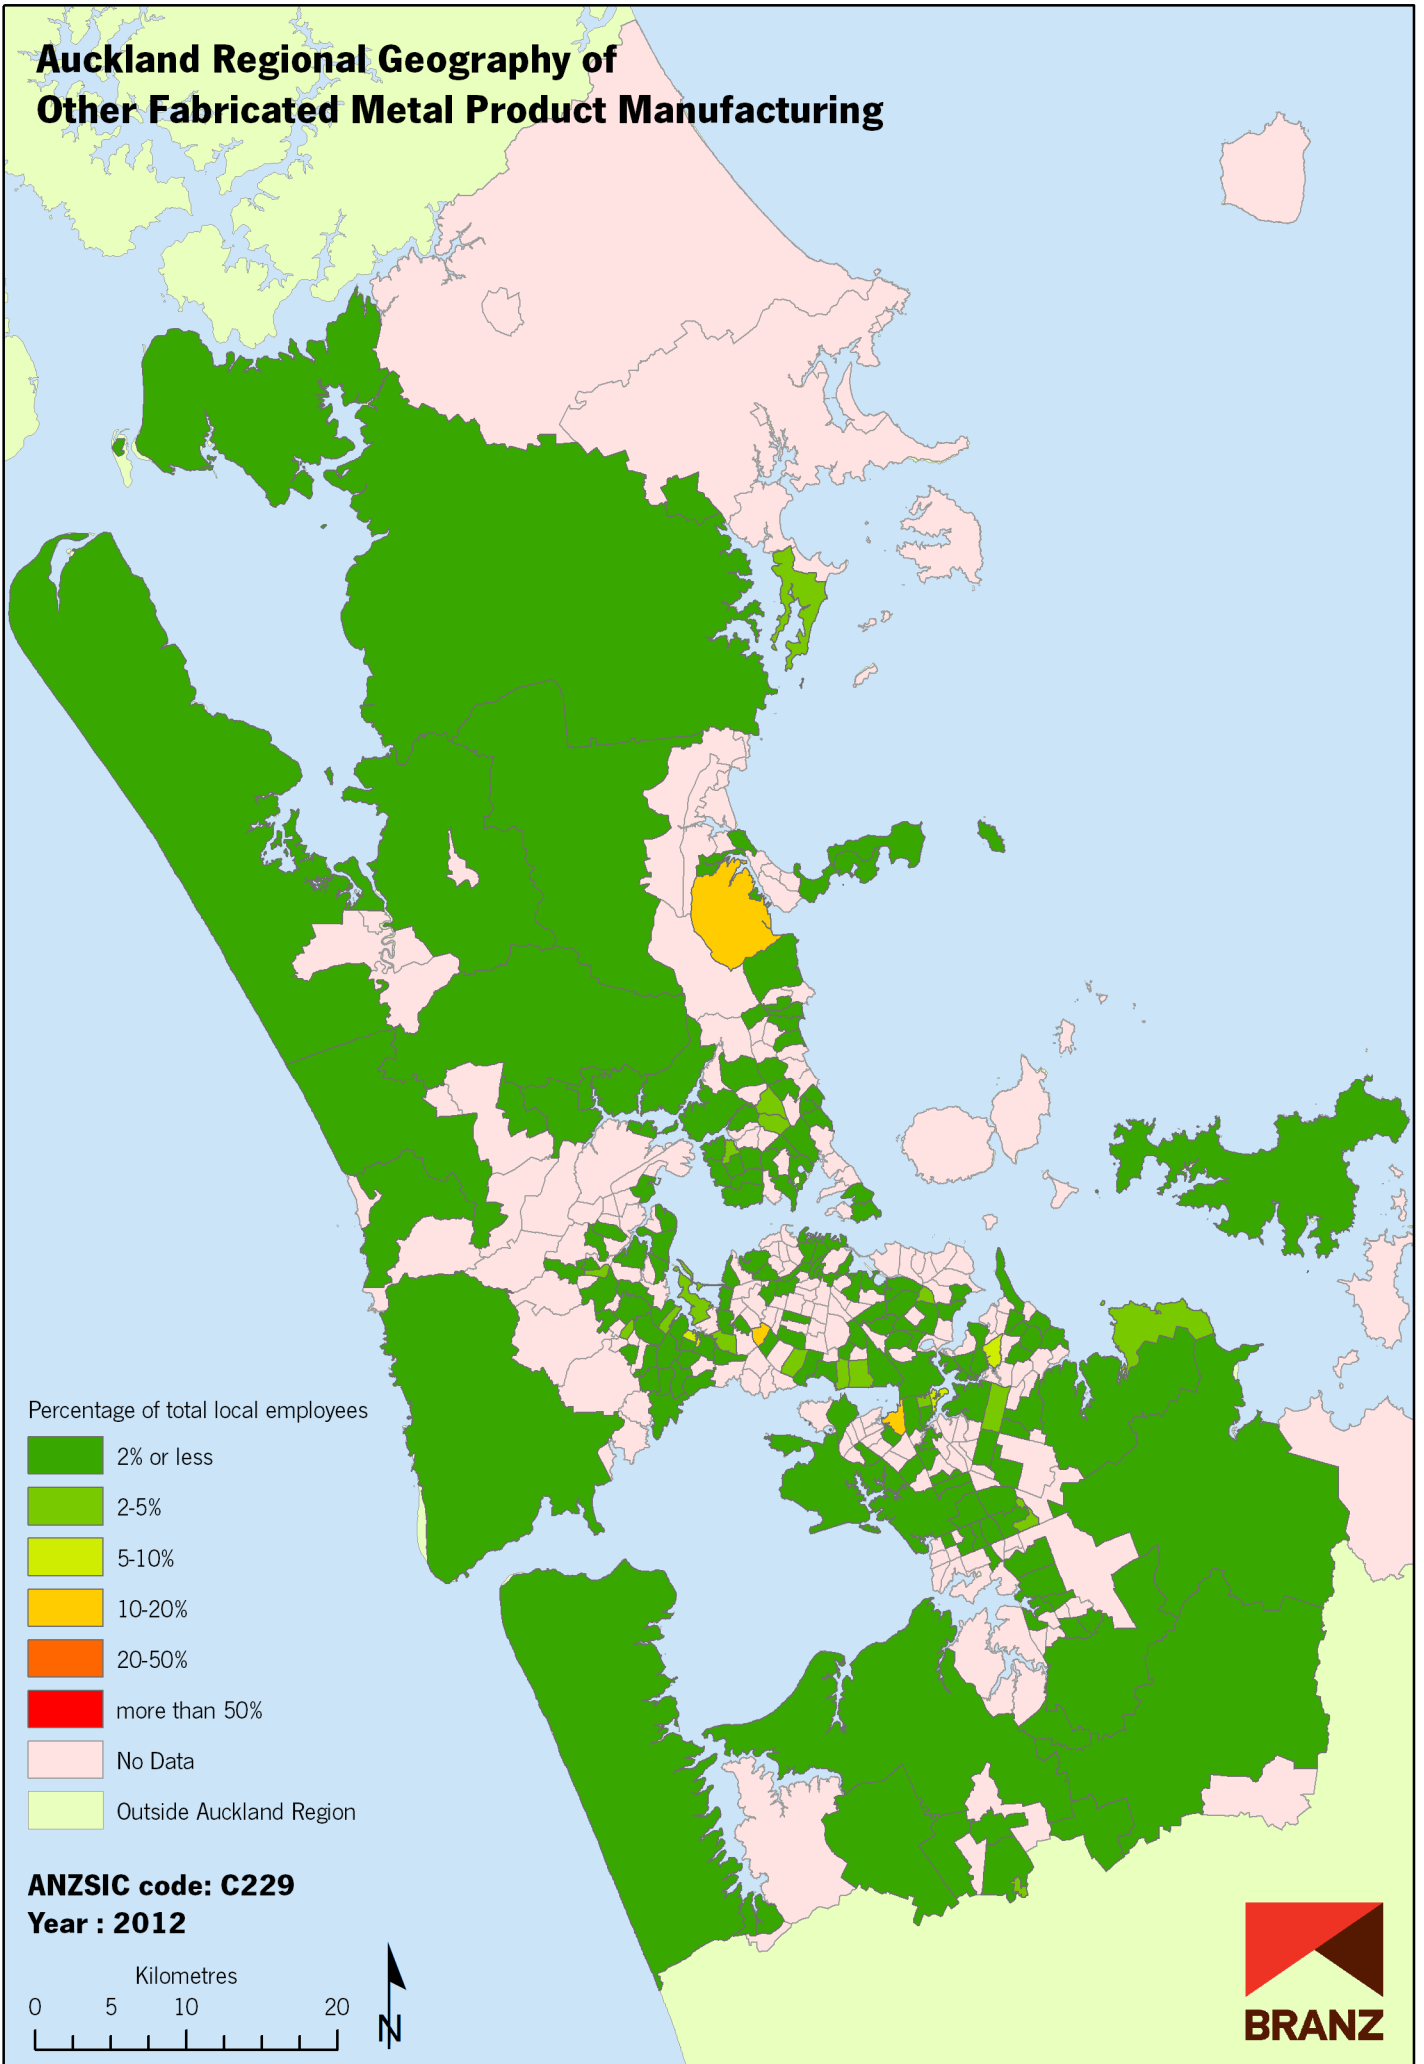 Auckland Regional Geography of
Other Fabricated Metal Product Manufacturing
Percentage of total local employees
2% or less
2-5%
5-10%
10-20%
20-50%
more than 50%
No Data
Outside Auckland Region
ANZSIC code: C229
Year : 2012
Kilometres
0 5 10 20
N
BRANZ